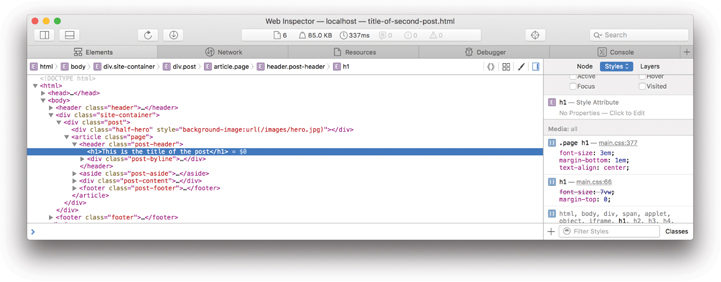 Web Inspector — localhost — title-of-second-post.html
6 85.0 KB 337ms 0 0 0 Search
Elements Network Resources Debugger Console +
E html E body E div.site-container E div.post E article.page E header.post-header E h1
Node Styles Layers
<!DOCTYPE html>
<html>
<head>…</head>
<body>
<header class="header">…</header>
<div class="site-container">
<div class="post">
<div class="half-hero" style="background-image:url(/images/hero.jpg)"></div>
<article class="page">
<header class="post-header">
<h1>This is the title of the post</h1> = $0
<div class="post-byline">…</div>
</header>
<aside class="post-aside">…</aside>
<div class="post-content">…</div>
<footer class="post-footer">…</footer>
</article>
</div>
</div>
<footer class="footer">…</footer>
>
Active Hover
Focus Visited
E h1 — Style Attribute
No Properties — Click to Edit
Media: all
.page h1 — main.css:377
font-size: 3em;
margin-bottom: 1em;
text-align: center;
h1 — main.css:66
font-size: 7vw;
margin-top: 0;
html, body, div, span, applet,
object, iframe, h1, h2, h3, h4,
+ Filter Styles Classes